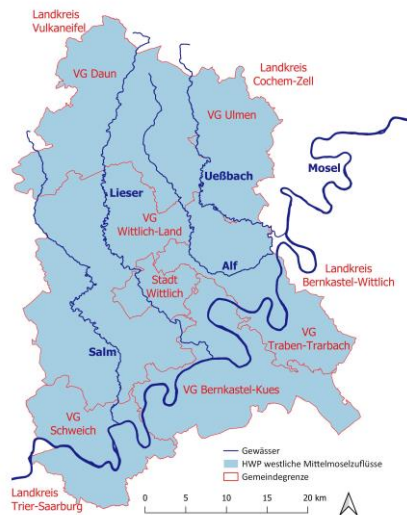 Landkreis
Vulkaneifel
VG Daun
Landkreis
Cochem-Zell
VG Ulmen
Mosel
Ueßbach
Lieser
VG
Wittlich-Land
Alf
Stadt
Wittlich
Landkreis
Bernkastel-Wittlich
VG
Traben-Trarbach
Salm
VG Bernkastel-Kues
VG
Schweich
Landkreis
Trier-Saarburg
Gewässer
HWP westliche Mittelmoselzuflüsse
Gemeindegrenze
0 5 10 15 20 km